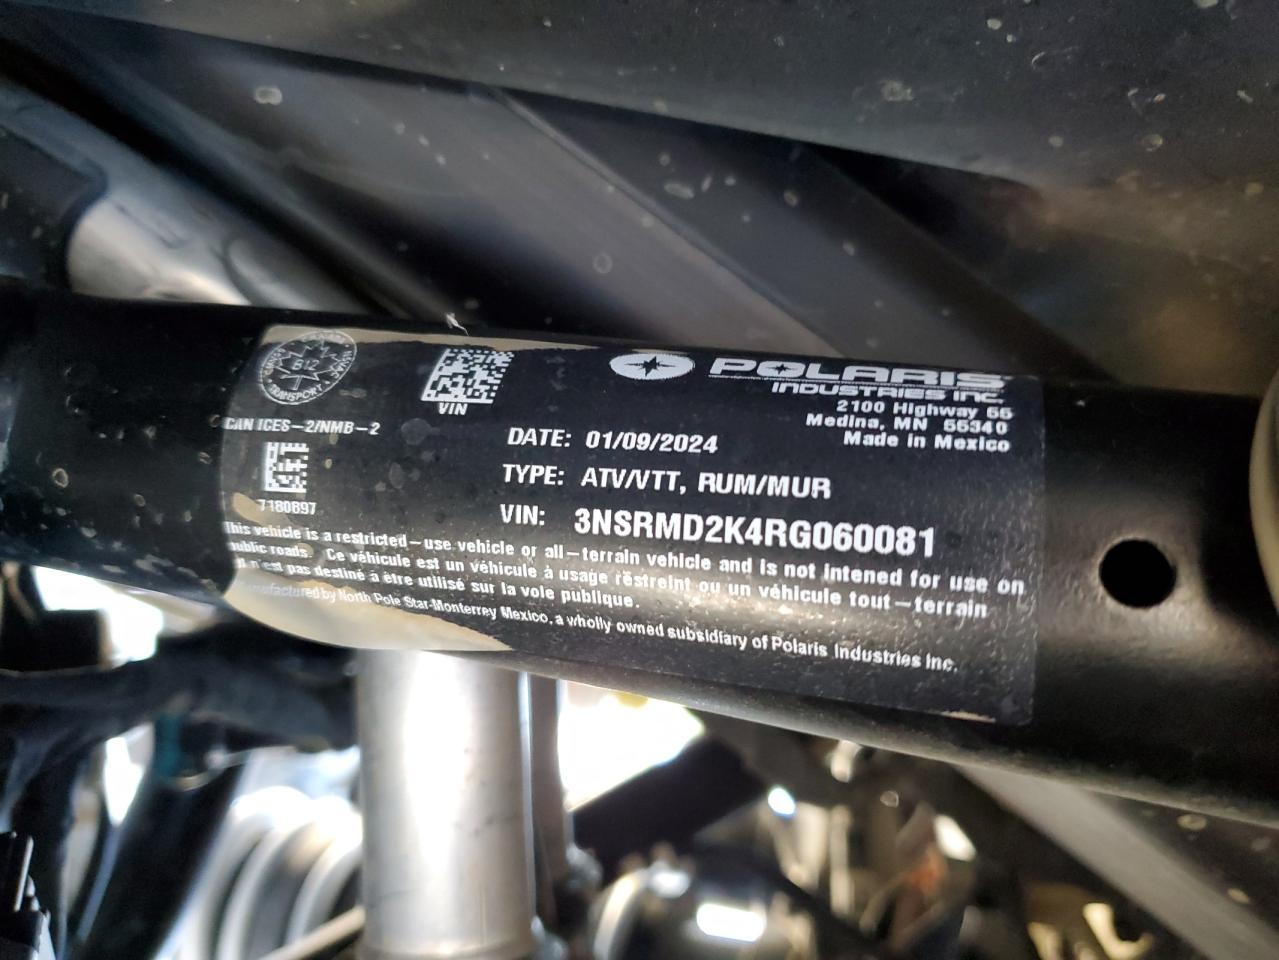 612
TRANSPORT
VIN
CAN ICES-2/NMB-2
7180897
POLARIS
INDUSTRIES INC.
2100 Highway 55
Medina, MN 55340
Made in Mexico
DATE: 01/09/2024
TYPE: ATV/VTT, RUM/MUR
VIN: 3NSRMD2K4RG060081
This vehicle is a restricted-use vehicle or all-terrain vehicle and is not intened for use on
public roads. Ce véhicule est un véhicule à usage réstreint ou un véhicule tout-terrain
et n'est pas destiné a être utilisé sur la voie publique.
Manufactured by North Pole Star-Monterrey Mexico, a wholly owned subsidiary of Polaris Industries Inc.